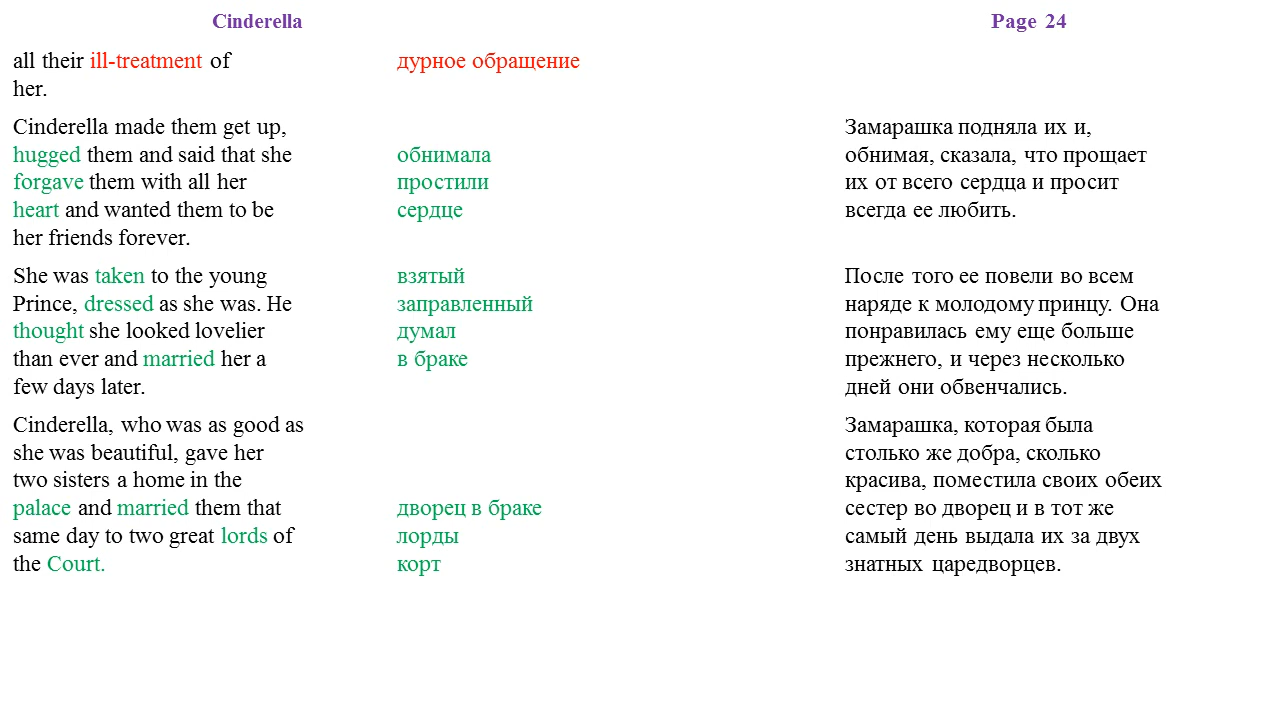 Cinderella
Page 24
all their ill-treatment of
her.
дурное обращение
Cinderella made them get up,
hugged them and said that she
forgave them with all her
heart and wanted them to be
her friends forever.
обнимала
простили
сердце
Замарашка подняла их и,
обнимая, сказала, что прощает
их от всего сердца и просит
всегда ее любить.
She was taken to the young
Prince, dressed as she was. He
thought she looked lovelier
than ever and married her a
few days later.
взятый
заправленный
думал
в браке
После того ее повели во всем
наряде к молодому принцу. Она
понравилась ему еще больше
прежнего, и через несколько
дней они обвенчались.
Cinderella, who was as good as
she was beautiful, gave her
two sisters a home in the
palace and married them that
same day to two great lords of
the Court.
дворец в браке
лорды
корт
Замарашка, которая была
столько же добра, сколько
красива, поместила своих обеих
сестер во дворец и в тот же
самый день выдала их за двух
знатных царедворцев.